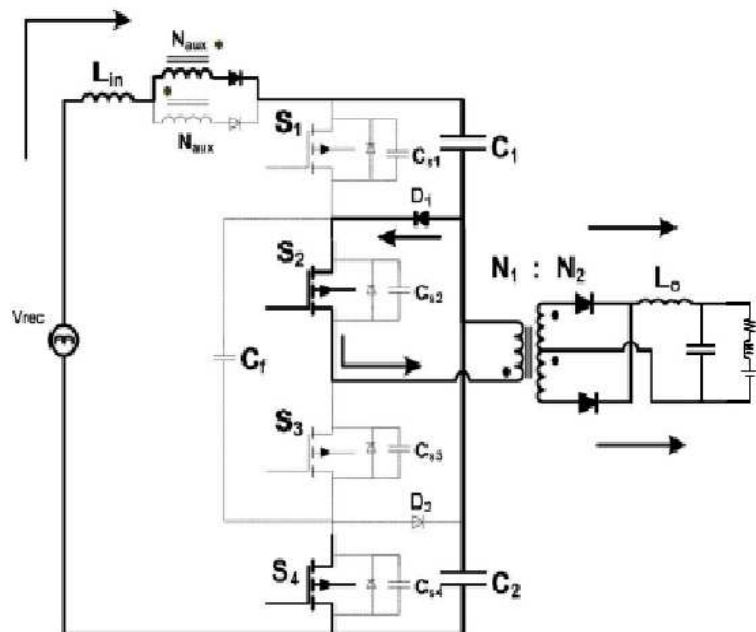 Naux
Lin
Naux
S1
Cs1
C1
D1
S2
Cs2
N1 : N2
Lo
Vrec
Cf
S3
Cs3
D2
S4
Cs4
C2